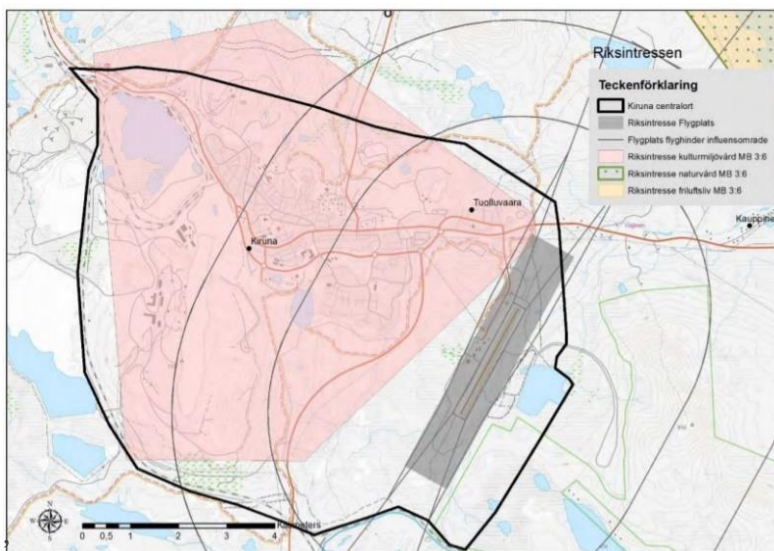 Riksintressen
Teckenförklaring
Kiruna centralort
Riksintresse Flygplats
Flygplats flyghinder influensområde
Riksintresse kulturmiljövård MB 3:6
Riksintresse naturvård MB 3:6
Riksintresse friluftsliv MB 3:6
Tuolluvaara
Kauppine
Kiruna
N
W E
S
0 0,5 1 2 3 4